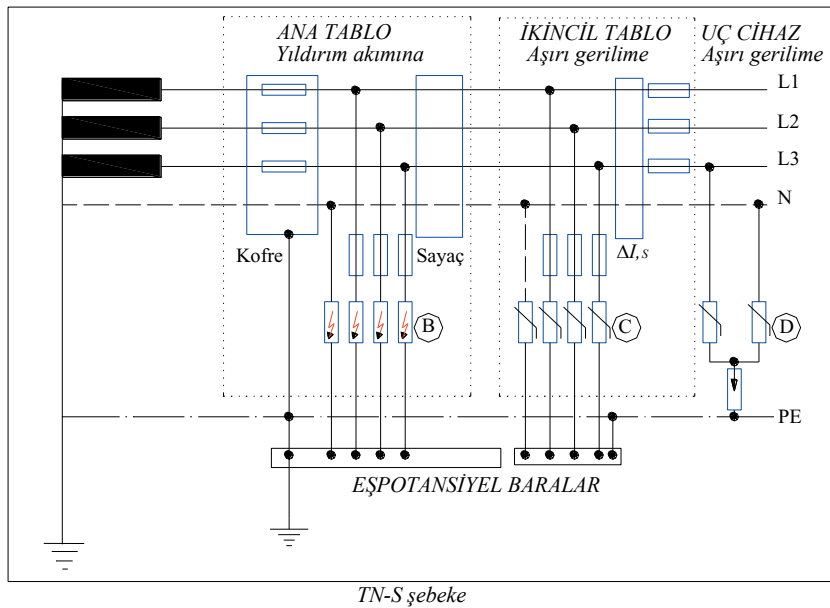 ANA TABLO
Yıldırım akımına
İKİNCİL TABLO
Aşırı gerilime
UÇ CİHAZ
Aşırı gerilime
L1
L2
L3
N
Kofre
Sayaç
ΔI,s
B
C
D
PE
EŞPOTANSİYEL BARALAR
TN-S şebeke